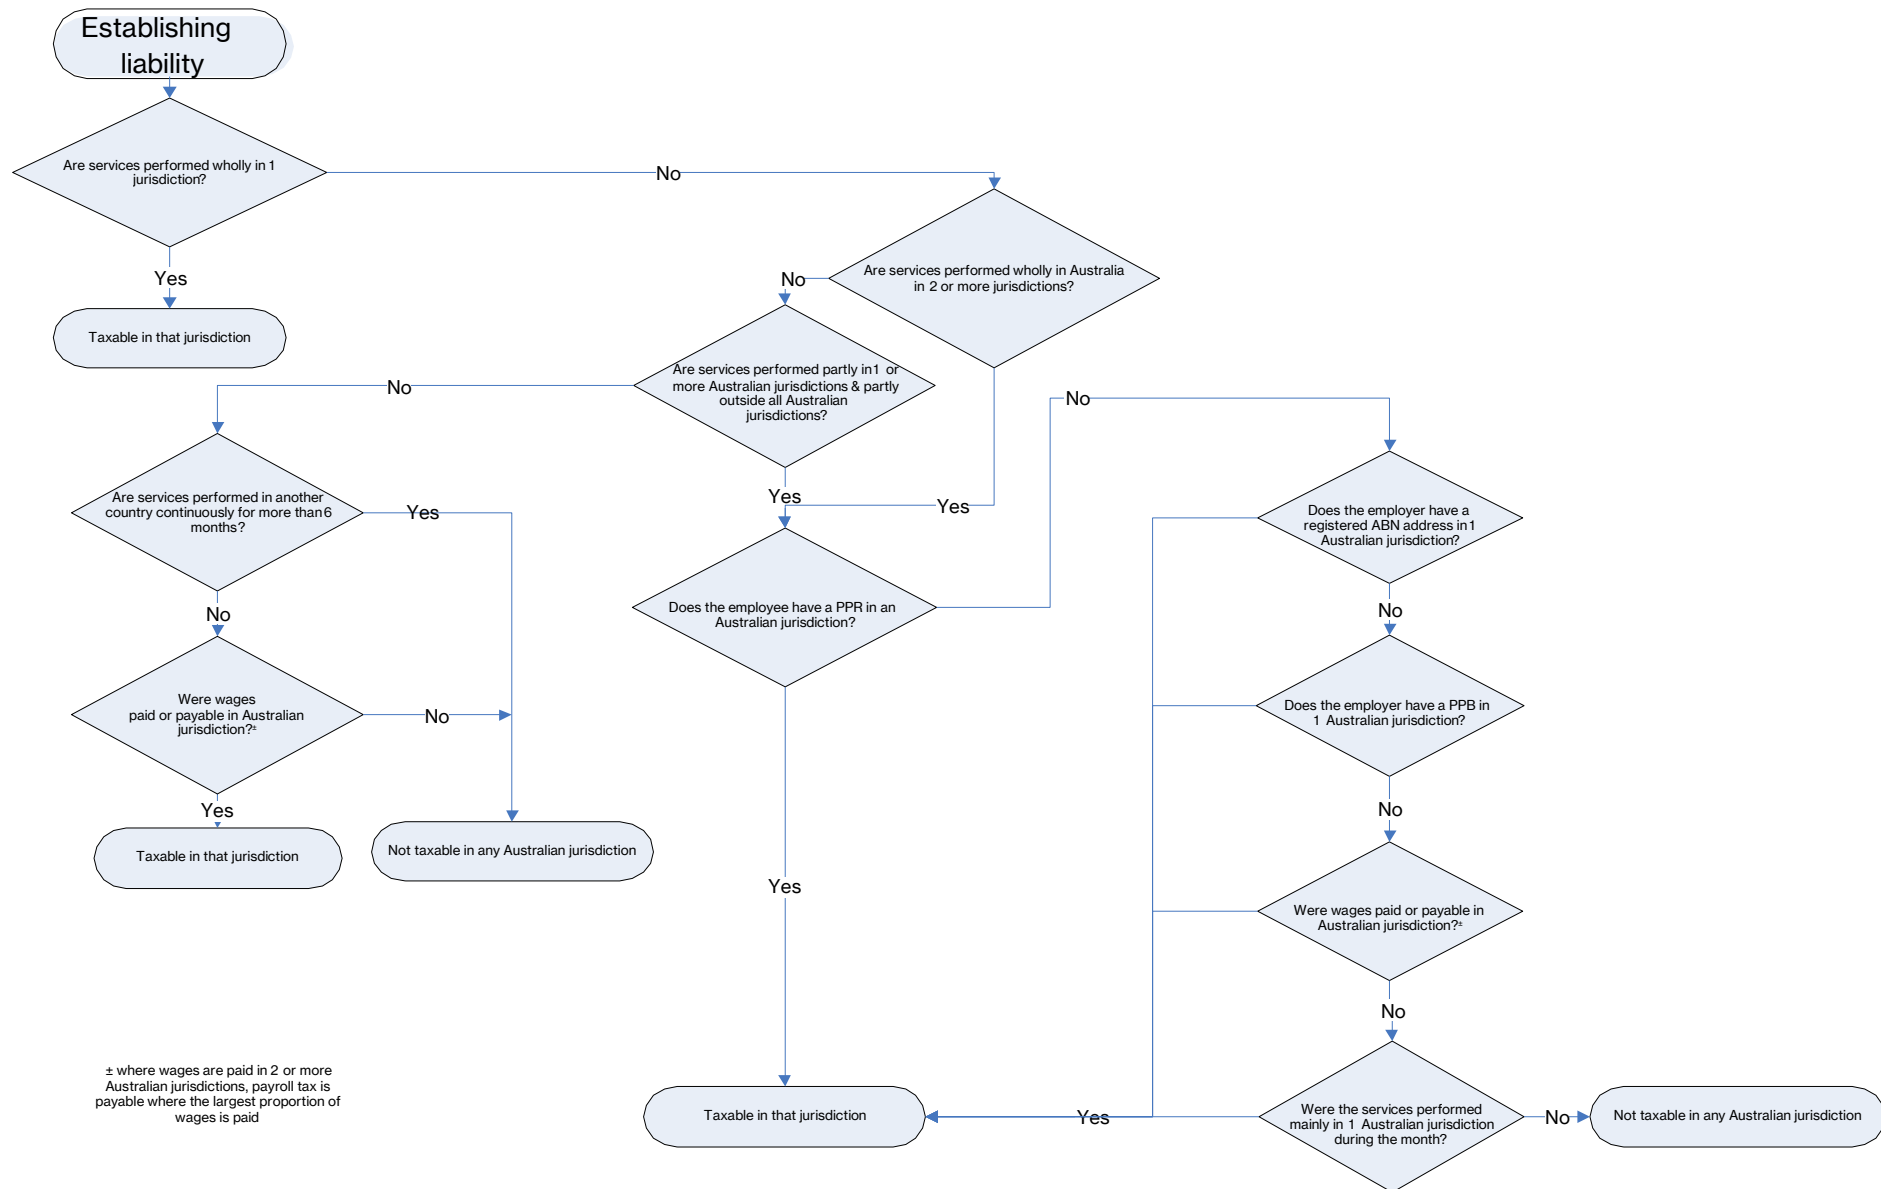 Establishing
liability
Are services performed wholly in 1
jurisdiction?
No
Yes
Taxable in that jurisdiction
Are services performed wholly in Australia
in 2 or more jurisdictions?
No
Are services performed partly in 1 or
more Australian jurisdictions & partly
outside all Australian
jurisdictions?
No
Yes
Yes
Are services performed in another
country continuously for more than 6
months?
Yes
No
Were wages
paid or payable in Australian
jurisdiction?±
No
Yes
Taxable in that jurisdiction
Not taxable in any Australian jurisdiction
Does the employee have a PPR in an
Australian jurisdiction?
No
Yes
Does the employer have a
registered ABN address in 1
Australian jurisdiction?
No
Does the employer have a PPB in
1 Australian jurisdiction?
No
Were wages paid or payable in
Australian jurisdiction?±
No
Were the services performed
mainly in 1 Australian jurisdiction
during the month?
Yes
No
Taxable in that jurisdiction
Not taxable in any Australian jurisdiction
± where wages are paid in 2 or more
Australian jurisdictions, payroll tax is
payable where the largest proportion of
wages is paid